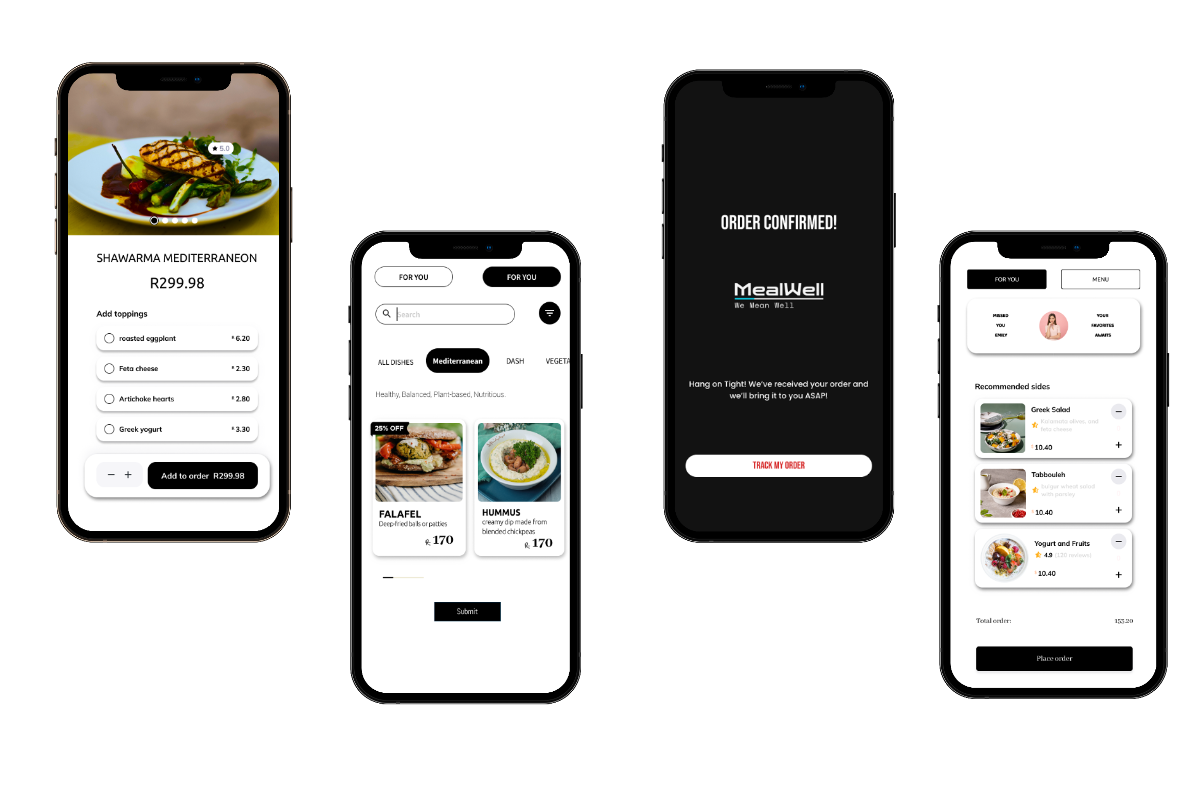 5.0
SHAWARMA MEDITERRANEON
R299.98
Add toppings
roasted eggplant R 6.20
Feta cheese R 2.30
Artichoke hearts R 2.80
Greek yogurt R 3.30
− + Add to order R299.98
FOR YOU FOR YOU
Search
ALL DISHES Mediterranean DASH VEGETA
Healthy, Balanced, Plant-based, Nutritious.
25% OFF
FALAFEL
Deep-fried balls or patties
R. 170
HUMMUS
creamy dip made from
blended chickpeas
R. 170
Submit
ORDER CONFIRMED!
MealWell
We Mean Well
Hang on Tight! We've received your order and
we'll bring it to you ASAP!
TRACK MY ORDER
FOR YOU MENU
MISSED
YOU
EMILY
YOUR
FAVORITES
AWAITS
Recommended sides
Greek Salad
Karamata olives, and
feta cheese
10.40
Tabbouleh
bulgur wheat salad
with parsley
10.40
Yogurt and Fruits
4.9 (120 reviews)
10.40
Total order: 153.20
Place order